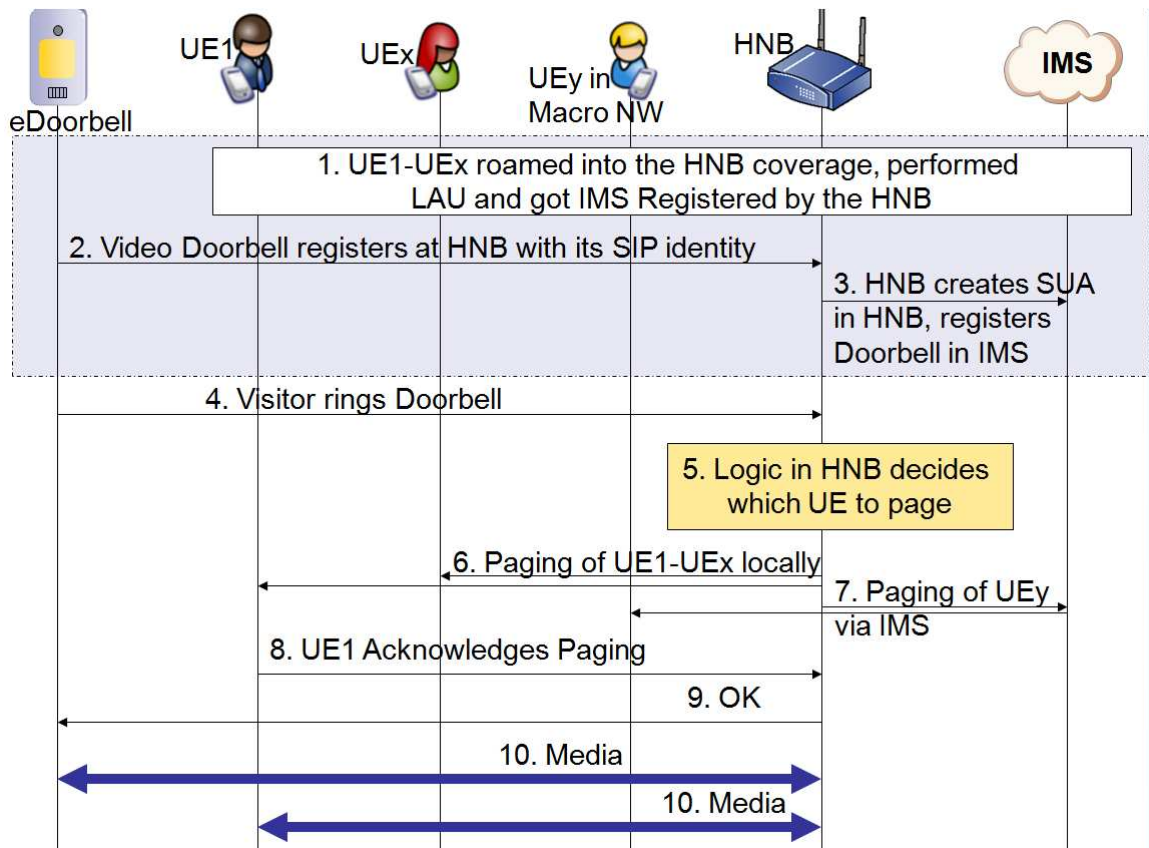 UE1
UEx
UEy in
Macro NW
HNB
IMS
eDoorbell
1. UE1-UEx roamed into the HNB coverage, performed
LAU and got IMS Registered by the HNB
2. Video Doorbell registers at HNB with its SIP identity
3. HNB creates SUA
in HNB, registers
Doorbell in IMS
4. Visitor rings Doorbell
5. Logic in HNB decides
which UE to page
6. Paging of UE1-UEx locally
7. Paging of UEy
via IMS
8. UE1 Acknowledges Paging
9. OK
10. Media
10. Media